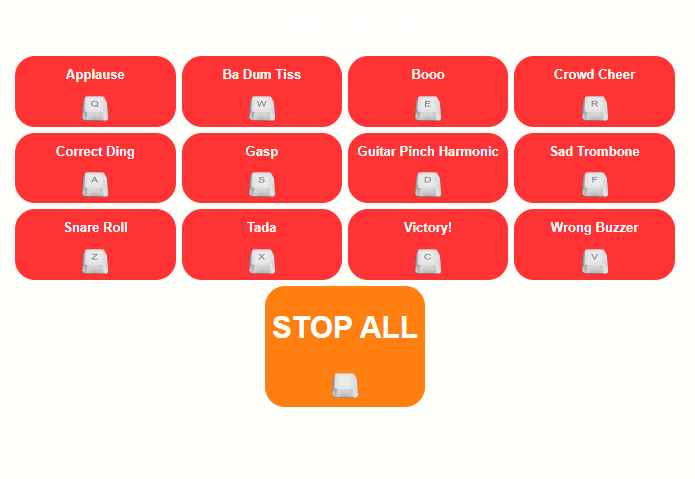 Applause
Ba Dum Tiss
Booo
Crowd Cheer
Q
W
E
R
Correct Ding
Gasp
Guitar Pinch Harmonic
Sad Trombone
A
S
D
F
Snare Roll
Tada
Victory!
Wrong Buzzer
Z
X
C
V
STOP ALL